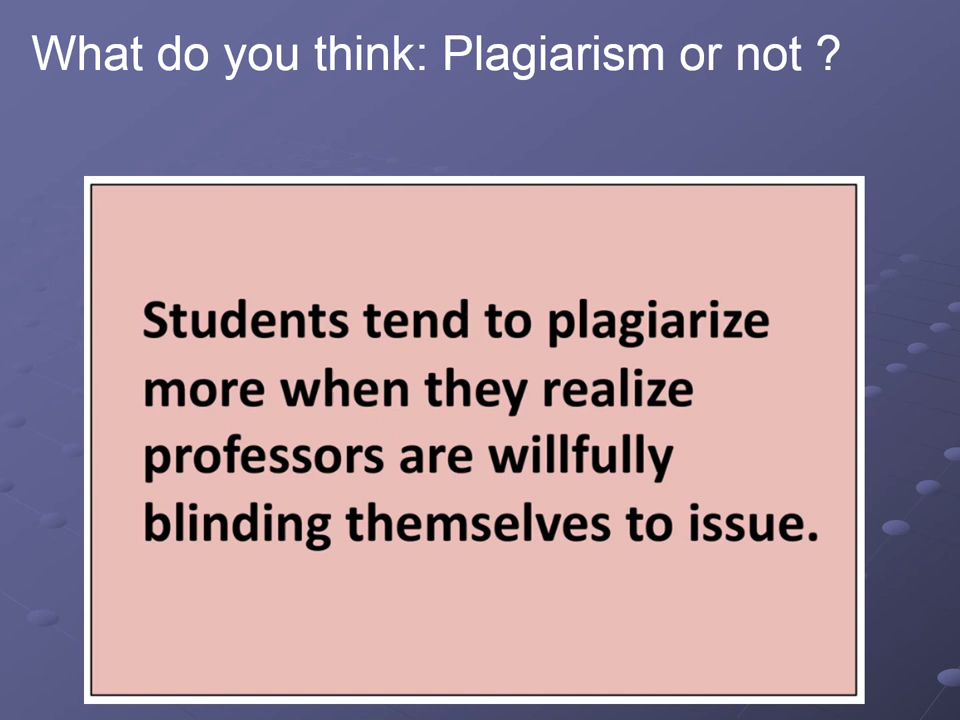 What do you think: Plagiarism or not ?
Students tend to plagiarize
more when they realize
professors are willfully
blinding themselves to issue.